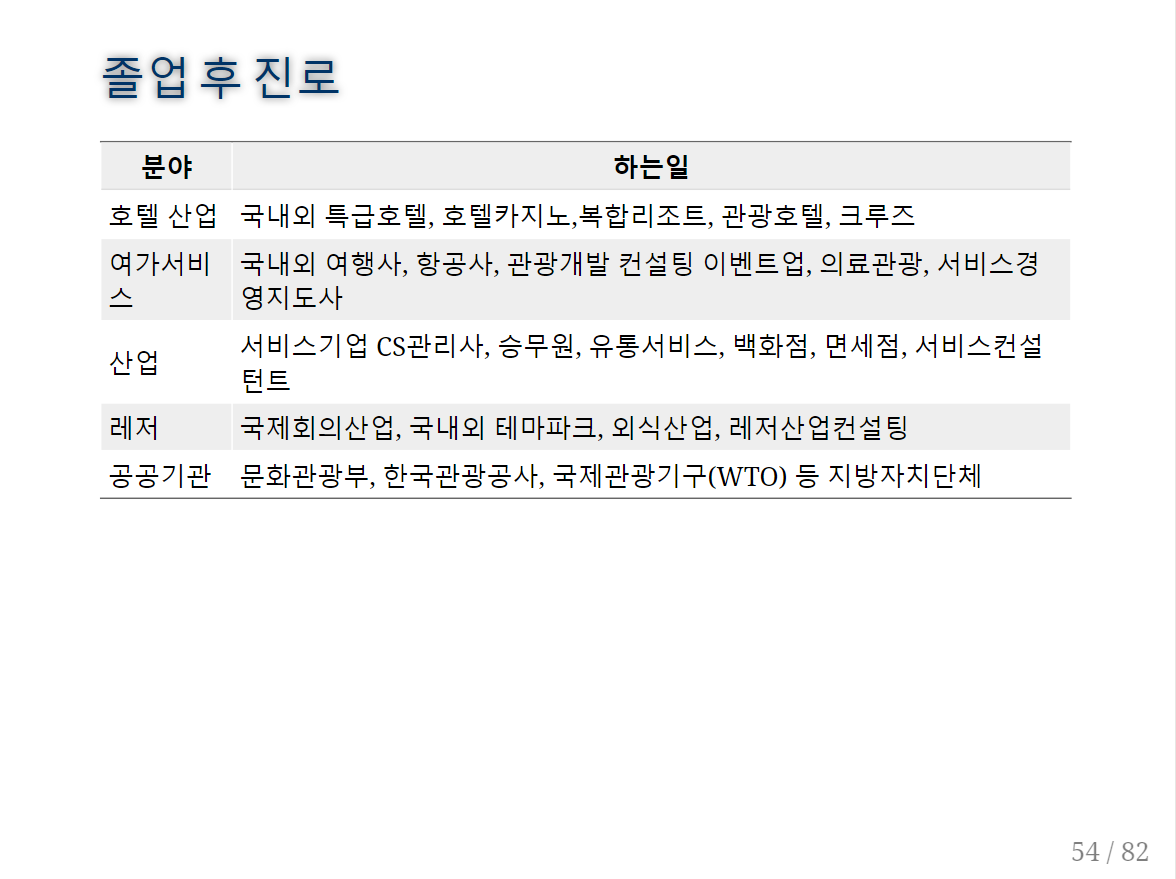 졸업 후 진로
분야 하는일
호텔 산업 국내외 특급호텔, 호텔카지노,복합리조트, 관광호텔, 크루즈
여가서비스 국내외 여행사, 항공사, 관광개발 컨설팅 이벤트업, 의료관광, 서비스경
영지도사
산업 서비스기업 CS관리사, 승무원, 유통서비스, 백화점, 면세점, 서비스컨설
턴트
레저 국제회의산업, 국내외 테마파크, 외식산업, 레저산업컨설팅
공공기관 문화관광부, 한국관광공사, 국제관광기구(WTO) 등 지방자치단체
54 / 82